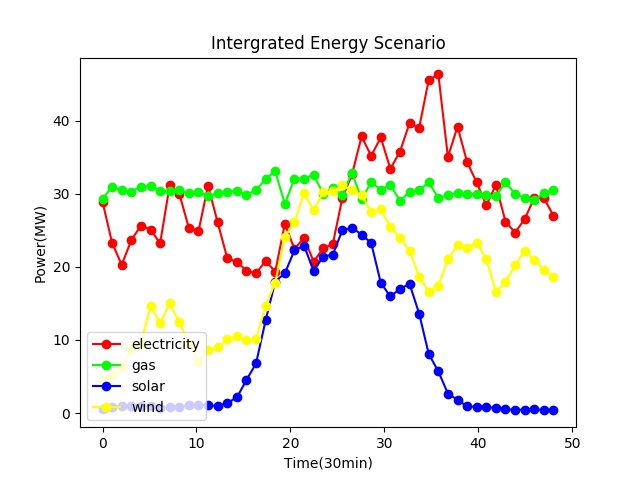 Intergrated Energy Scenario
Power(MW)
40
30
20
10
0
electricity
gas
solar
wind
0 10 20 30 40 50
Time(30min)